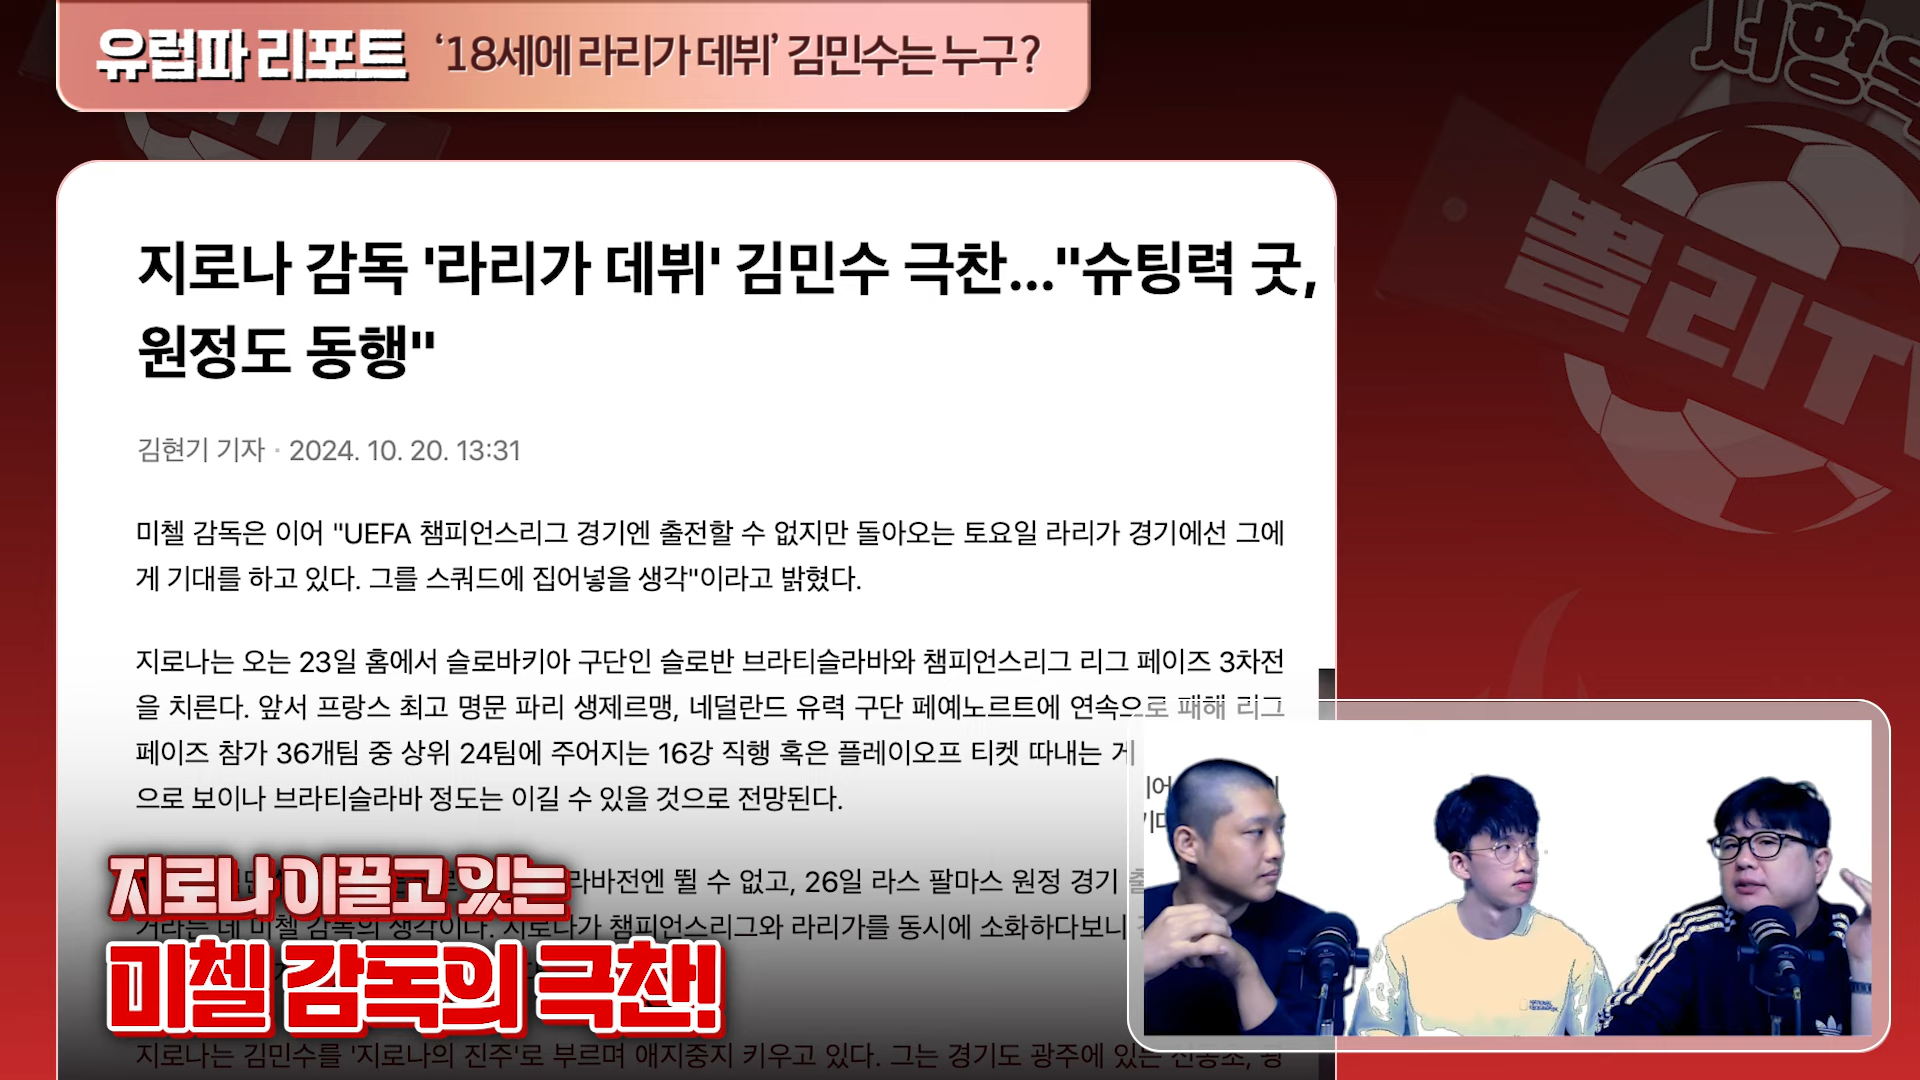 유럽파 리포트 ‘18세에 라리가 데뷔’ 김민수는 누구?
서형욱
뽈리TV
지로나 감독 '라리가 데뷔' 김민수 극찬..."슈팅력 굿,
원정도 동행"
김현기 기자 · 2024. 10. 20. 13:31
미첼 감독은 이어 "UEFA 챔피언스리그 경기엔 출전할 수 없지만 돌아오는 토요일 라리가 경기에선 그에
게 기대를 하고 있다. 그를 스쿼드에 집어넣을 생각"이라고 밝혔다.
지로나는 오는 23일 홈에서 슬로바키아 구단인 슬로반 브라티슬라바와 챔피언스리그 리그 페이즈 3차전
을 치른다. 앞서 프랑스 최고 명문 파리 생제르맹, 네덜란드 유력 구단 페예노르트에 연속으로 패해 리그
페이즈 참가 36개팀 중 상위 24팀에 주어지는 16강 직행 혹은 플레이오프 티켓 따내는 게
으로 보이나 브라티슬라바 정도는 이길 수 있을 것으로 전망된다.
라바전엔 뛸 수 없고, 26일 라스 팔마스 원정 경기
거라는 게 미첼 감독의 생각이다. 지로나가 챔피언스리그와 라리가를 동시에 소화하다보니
지로나 이끌고 있는
미첼 감독의 극찬!
지로나는 김민수를 '지로나의 진주'로 부르며 애지중지 키우고 있다. 그는 경기도 광주에 있는
NATIONAL
GEOGRAPHIC